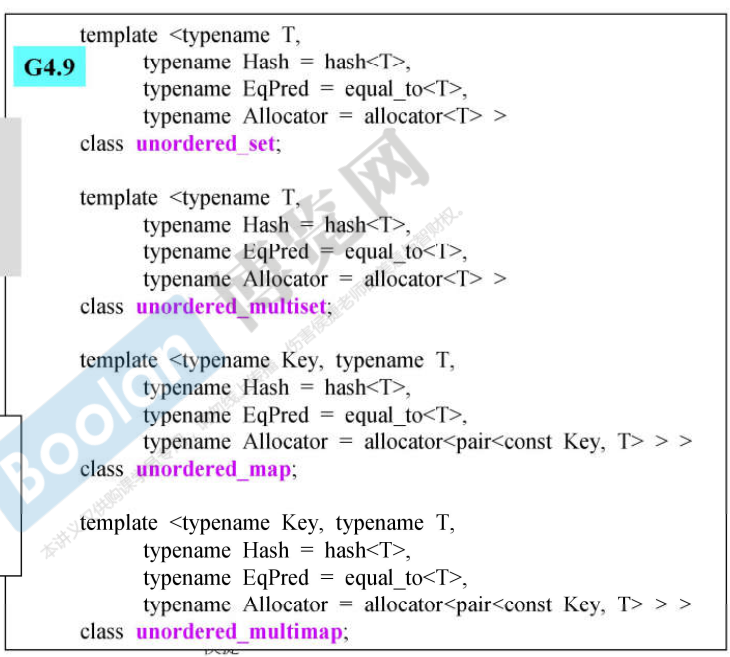 template <typename T,
G4.9
typename Hash = hash<T>,
typename EqPred = equal_to<T>,
typename Allocator = allocator<T> >
class unordered_set;
template <typename T,
typename Hash = hash<T>,
typename EqPred = equal_to<T>,
typename Allocator = allocator<T> >
class unordered_multiset;
template <typename Key, typename T,
typename Hash = hash<T>,
typename EqPred = equal_to<T>,
typename Allocator = allocator<pair<const Key, T> > >
class unordered_map;
template <typename Key, typename T,
typename Hash = hash<T>,
typename EqPred = equal_to<T>,
typename Allocator = allocator<pair<const Key, T> > >
class unordered_multimap;
Boolan 博览网